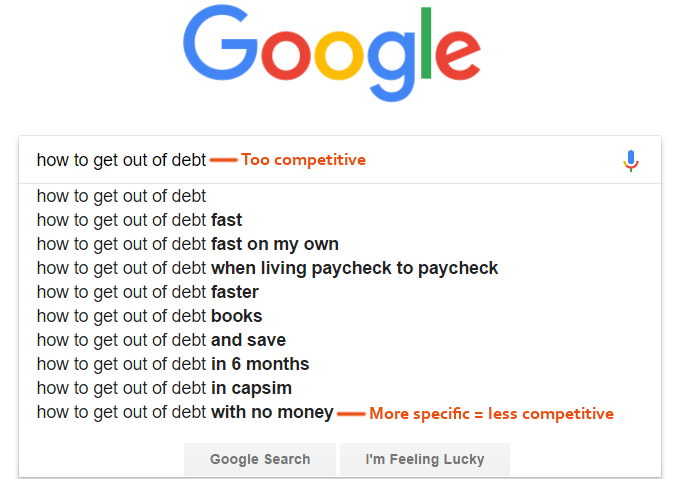 Google
how to get out of debt Too competitive
how to get out of debt
how to get out of debt fast
how to get out of debt fast on my own
how to get out of debt when living paycheck to paycheck
how to get out of debt faster
how to get out of debt books
how to get out of debt and save
how to get out of debt in 6 months
how to get out of debt in capsim
how to get out of debt with no money More specific = less competitive
Google Search I'm Feeling Lucky